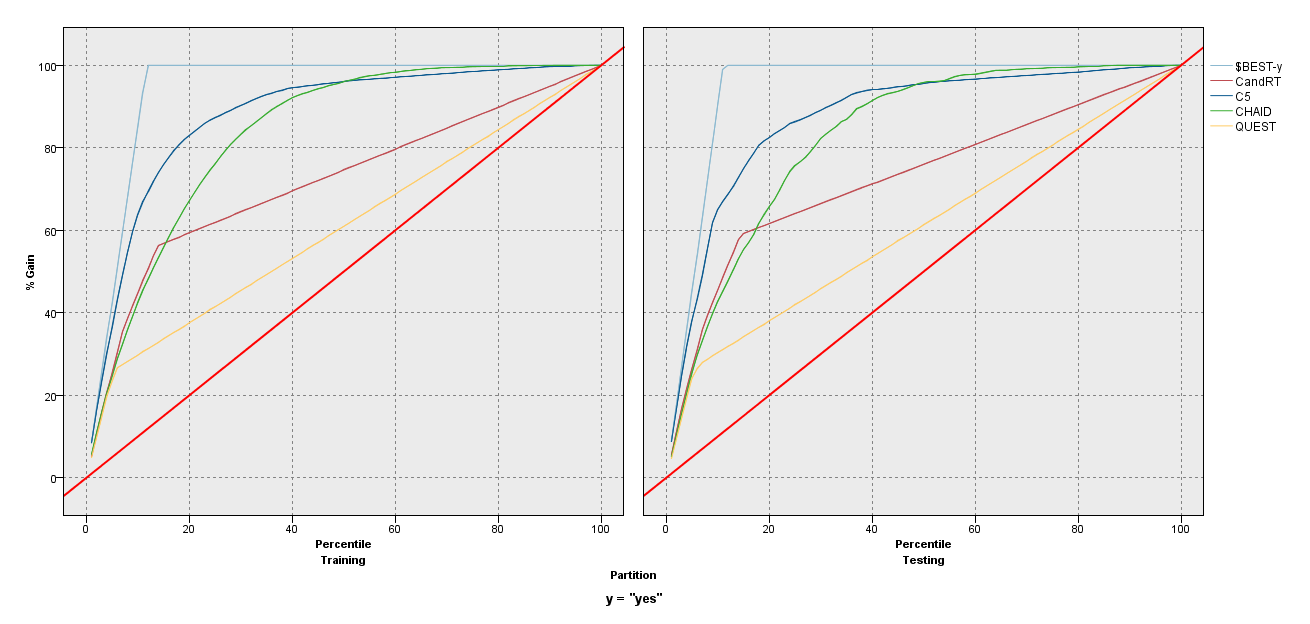 % Gain
100
80
60
40
20
0
0 20 40 60 80 100
Percentile
Training
0 20 40 60 80 100
Percentile
Testing
Partition
y = "yes"
$BEST-y
CandRT
C5
CHAID
QUEST